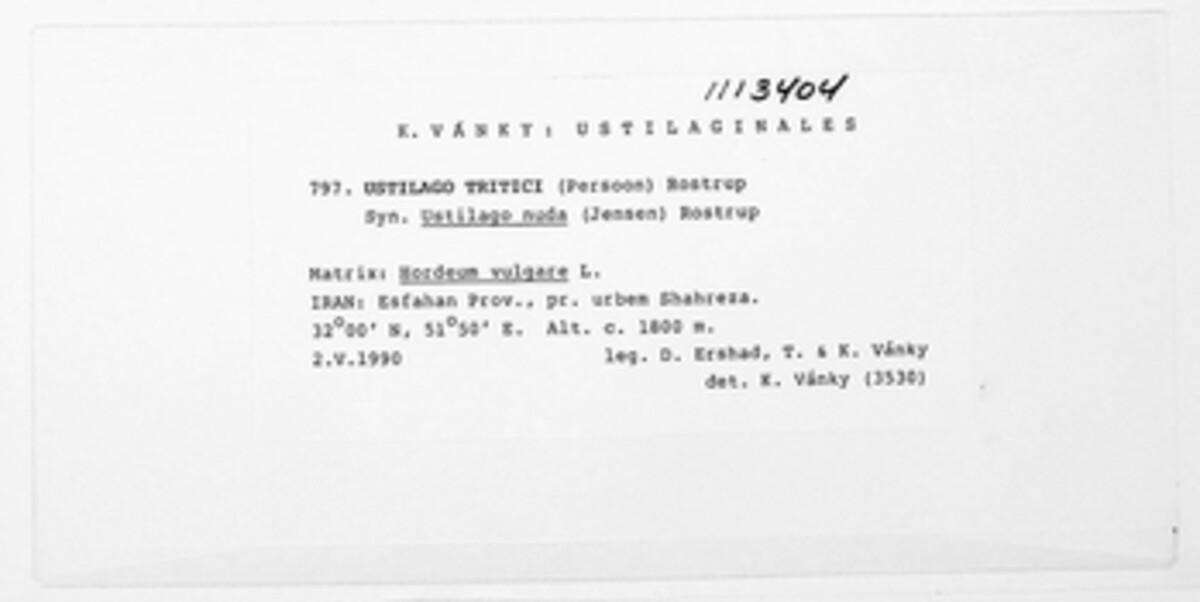 1113404
K. VÁNKY: USTILAGINALES
797. USTILAGO TRITICI (Persoon) Rostrup
Syn. Ustilago nuda (Jensen) Rostrup
Matrix: Hordeum vulgare L.
IRAN: Esfahan Prov., pr. urbem Shahreza.
32°00' N, 51°50' E. Alt. c. 1800 m.
2.V.1990 leg. D. Ershad, T. & K. Vánky
det. K. Vánky (3530)